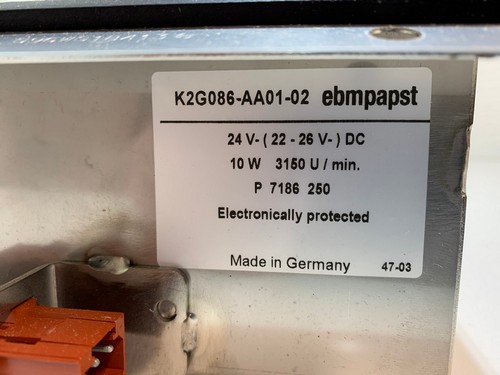 K2G086-AA01-02 ebmpapst
24 V- ( 22 - 26 V- ) DC
10 W 3150 U / min.
P 7186 250
Electronically protected
Made in Germany 47-03